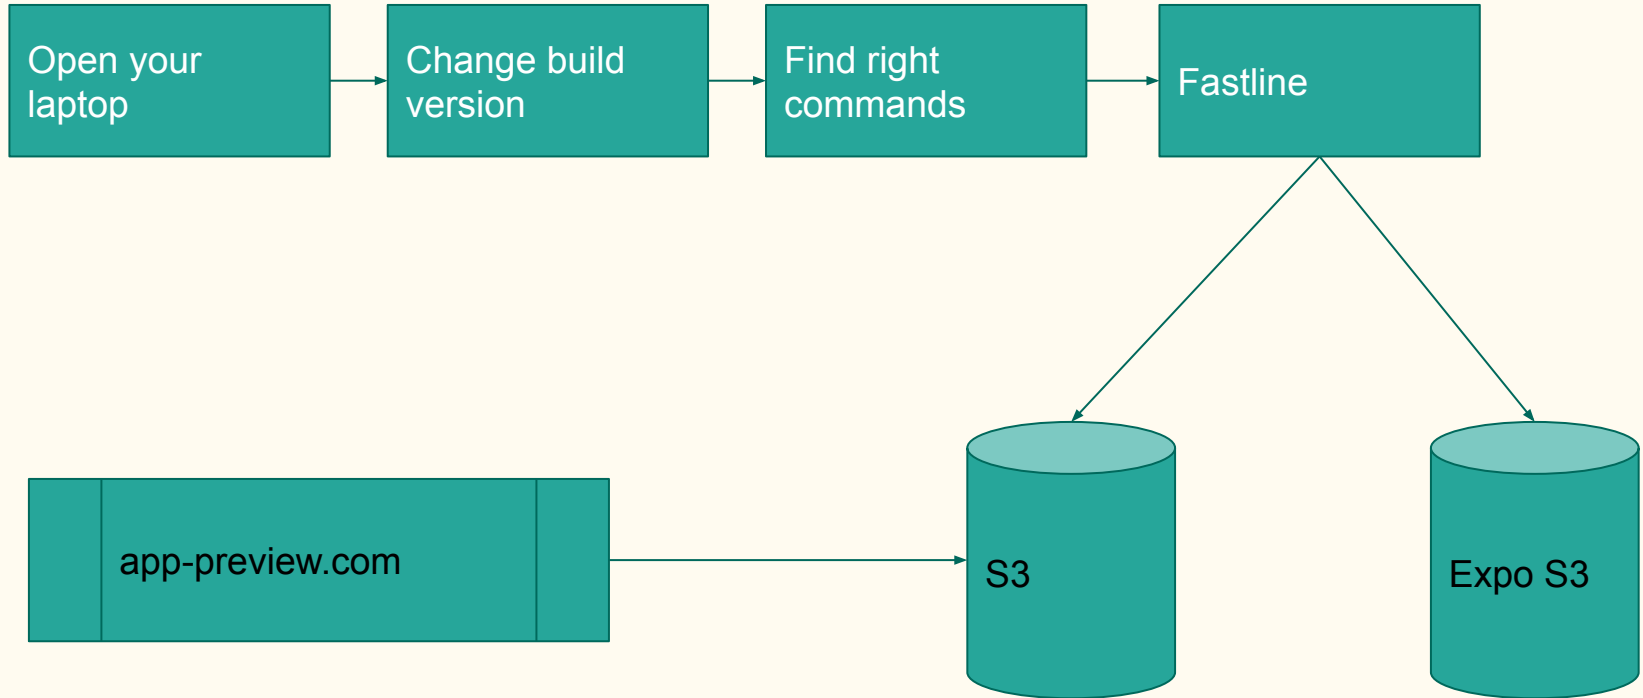 Open your
laptop
Change build
version
Find right
commands
Fastline
app-preview.com
S3
Expo S3